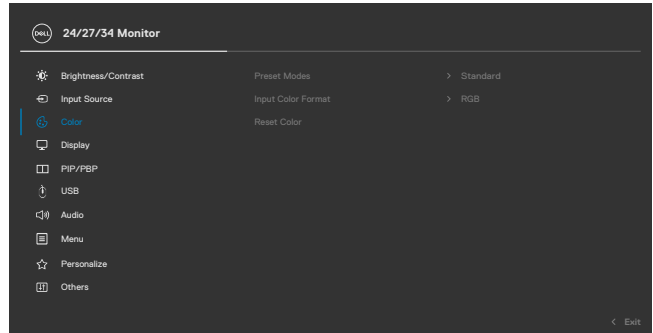 DELL 24/27/34 Monitor
Brightness/Contrast Preset Modes > Standard
Input Source Input Color Format > RGB
Color Reset Color
Display
PIP/PBP
USB
Audio
Menu
Personalize
Others
< Exit